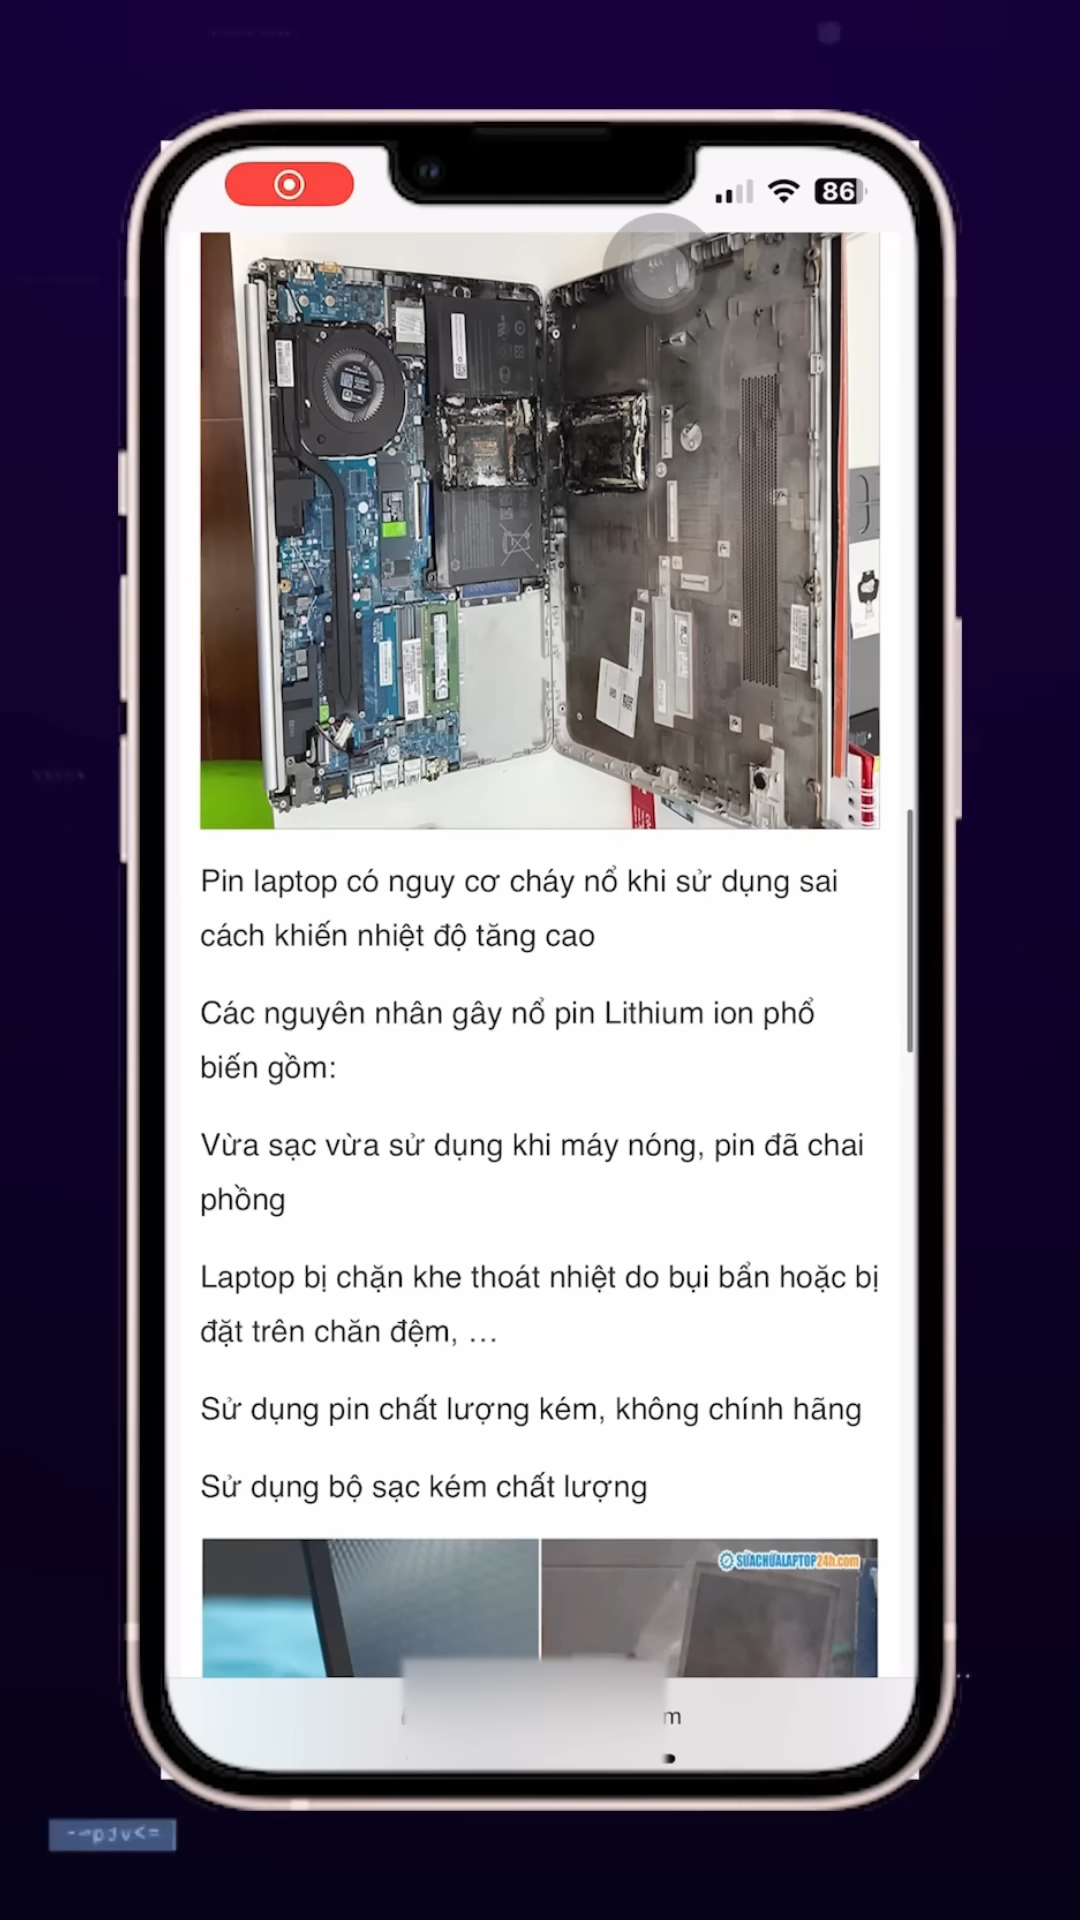 86
Pin laptop có nguy cơ cháy nổ khi sử dụng sai
cách khiến nhiệt độ tăng cao
Các nguyên nhân gây nổ pin Lithium ion phổ
biến gồm:
Vừa sạc vừa sử dụng khi máy nóng, pin đã chai
phồng
Laptop bị chặn khe thoát nhiệt do bụi bẩn hoặc bị
đặt trên chăn đệm, ...
Sử dụng pin chất lượng kém, không chính hãng
Sử dụng bộ sạc kém chất lượng
SỬACHỮALAPTOP24h.com
m